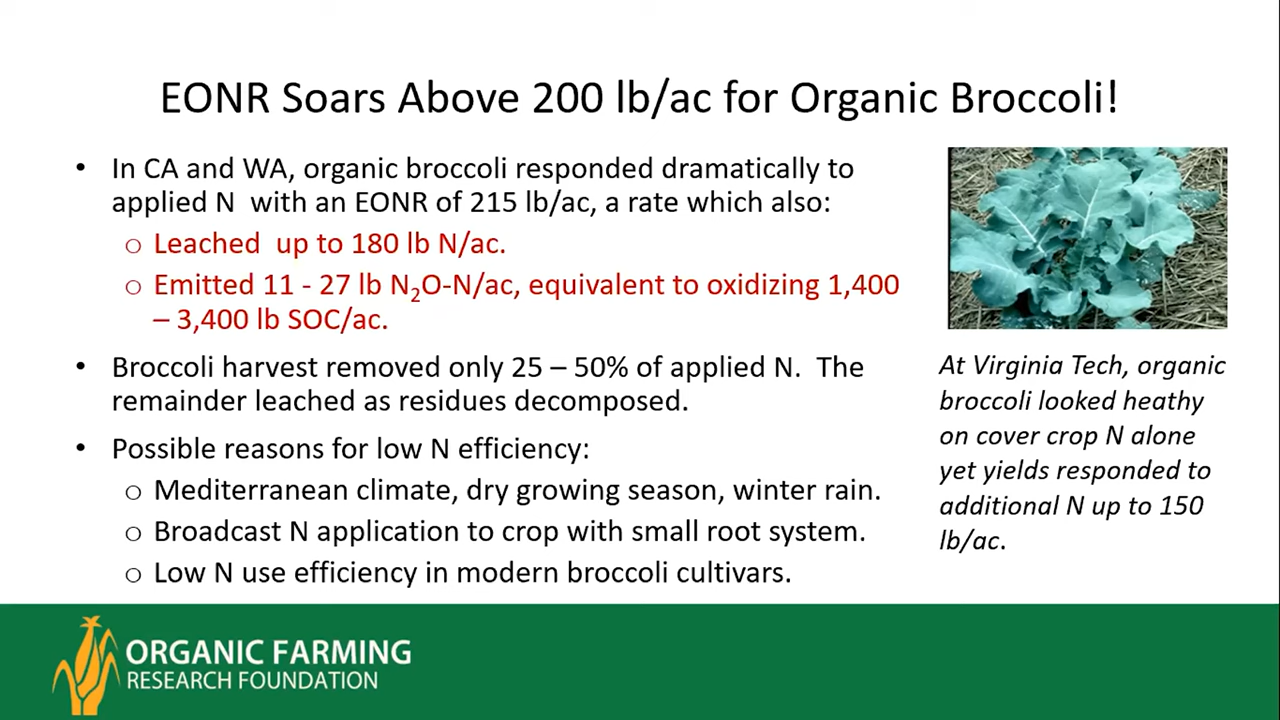 EONR Soars Above 200 lb/ac for Organic Broccoli!
• In CA and WA, organic broccoli responded dramatically to
applied N with an EONR of 215 lb/ac, a rate which also:
o Leached up to 180 lb N/ac.
o Emitted 11 - 27 lb N₂O-N/ac, equivalent to oxidizing 1,400
– 3,400 lb SOC/ac.
• Broccoli harvest removed only 25 – 50% of applied N. The
remainder leached as residues decomposed.
• Possible reasons for low N efficiency:
o Mediterranean climate, dry growing season, winter rain.
o Broadcast N application to crop with small root system.
o Low N use efficiency in modern broccoli cultivars.
At Virginia Tech, organic
broccoli looked heathy
on cover crop N alone
yet yields responded to
additional N up to 150
lb/ac.
ORGANIC FARMING
RESEARCH FOUNDATION